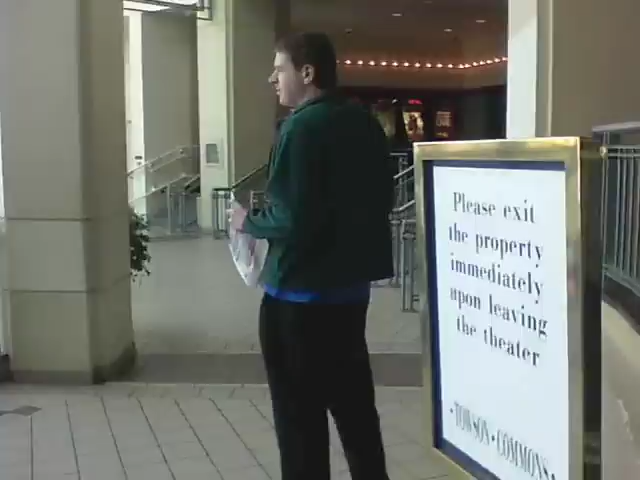 Please exit
the property
immediately
upon leaving
the theater
• TOWSON • COMMONS •